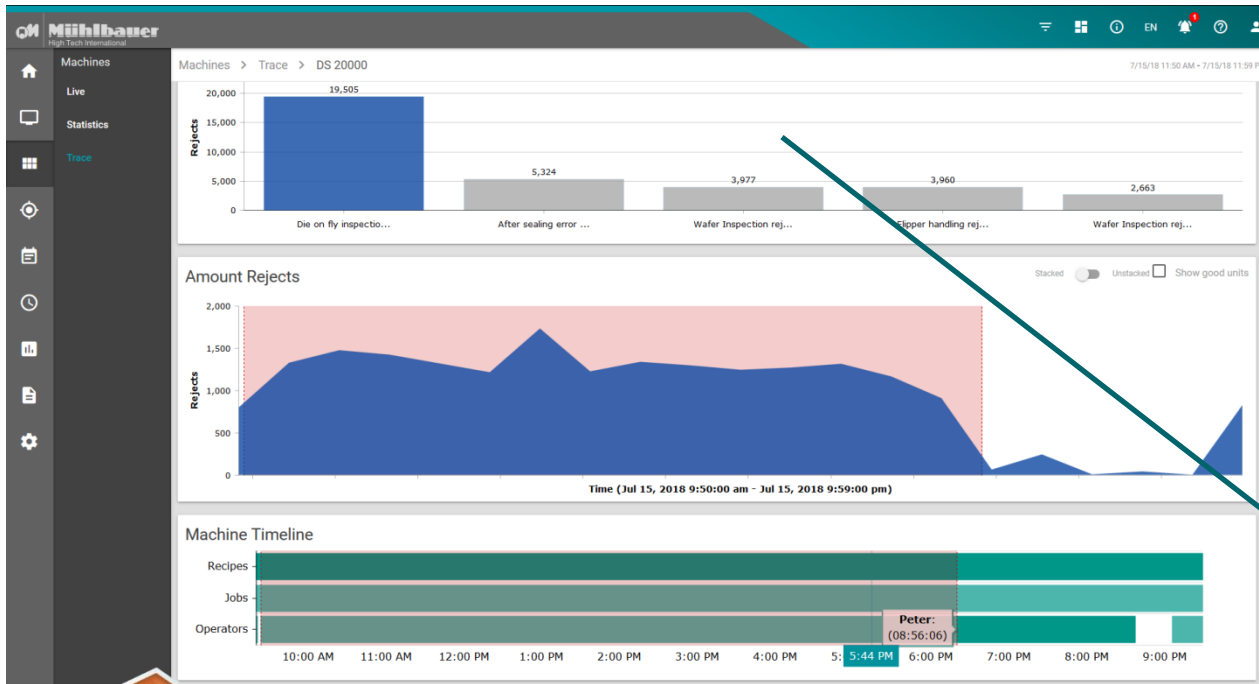 Mühlbauer
High Tech International
EN
1
Machines
Live
Statistics
Trace
Machines > Trace > DS 20000
7/15/18 11:50 AM - 7/15/18 11:59 P
Rejects
20,000
15,000
10,000
5,000
0
19,505
5,324
3,977
3,960
2,663
Die on fly inspectio...
After sealing error ...
Wafer Inspection rej...
Flipper handling rej...
Wafer Inspection rej...
Amount Rejects
Stacked
Unstacked
Show good units
Rejects
2,000
1,500
1,000
500
0
Time (Jul 15, 2018 9:50:00 am - Jul 15, 2018 9:59:00 pm)
Machine Timeline
Recipes
Jobs
Operators
Peter:
(08:56:06)
10:00 AM 11:00 AM 12:00 PM 1:00 PM 2:00 PM 3:00 PM 4:00 PM 5: 5:44 PM 6:00 PM 7:00 PM 8:00 PM 9:00 PM